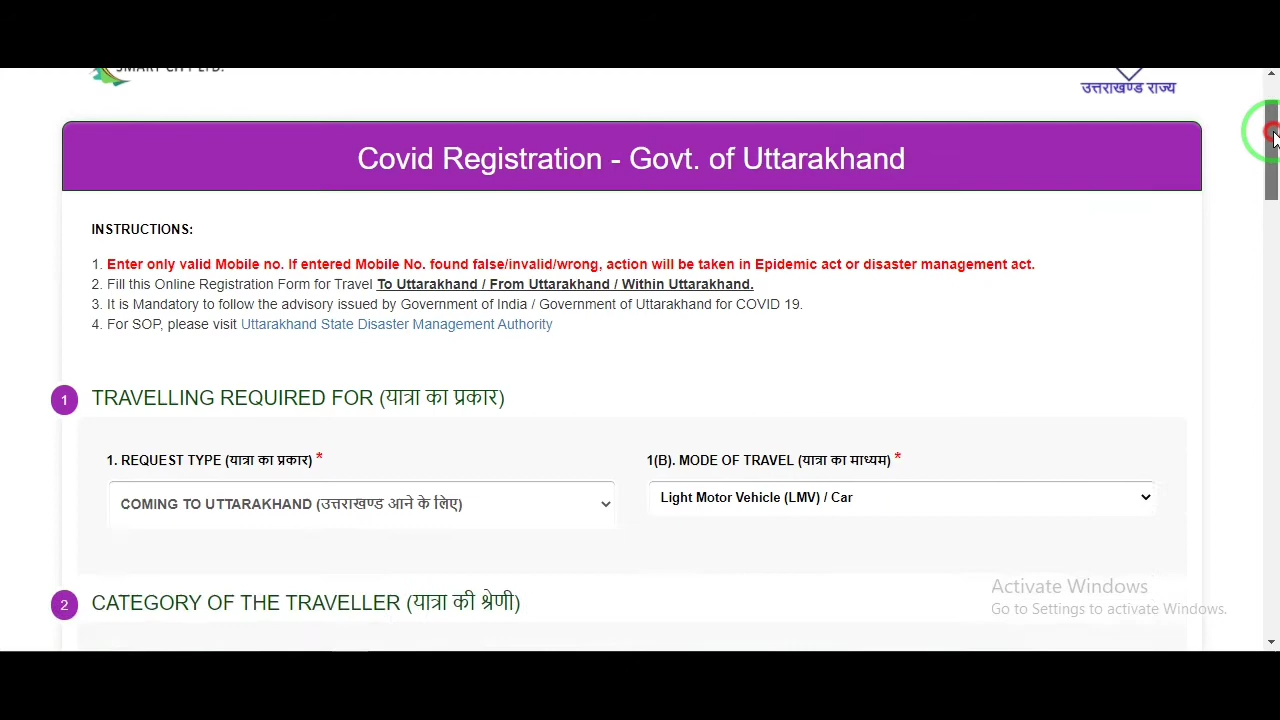 SMART CITY LTD.
उत्तराखण्ड राज्य
Covid Registration - Govt. of Uttarakhand
INSTRUCTIONS:
1. Enter only valid Mobile no. If entered Mobile No. found false/invalid/wrong, action will be taken in Epidemic act or disaster management act.
2. Fill this Online Registration Form for Travel To Uttarakhand / From Uttarakhand / Within Uttarakhand.
3. It is Mandatory to follow the advisory issued by Government of India / Government of Uttarakhand for COVID 19.
4. For SOP, please visit Uttarakhand State Disaster Management Authority
1 TRAVELLING REQUIRED FOR (यात्रा का प्रकार)
1. REQUEST TYPE (यात्रा का प्रकार) *
1(B). MODE OF TRAVEL (यात्रा का माध्यम) *
COMING TO UTTARAKHAND (उत्तराखण्ड आने के लिए)
Light Motor Vehicle (LMV) / Car
2 CATEGORY OF THE TRAVELLER (यात्रा की श्रेणी)
Activate Windows
Go to Settings to activate Windows.